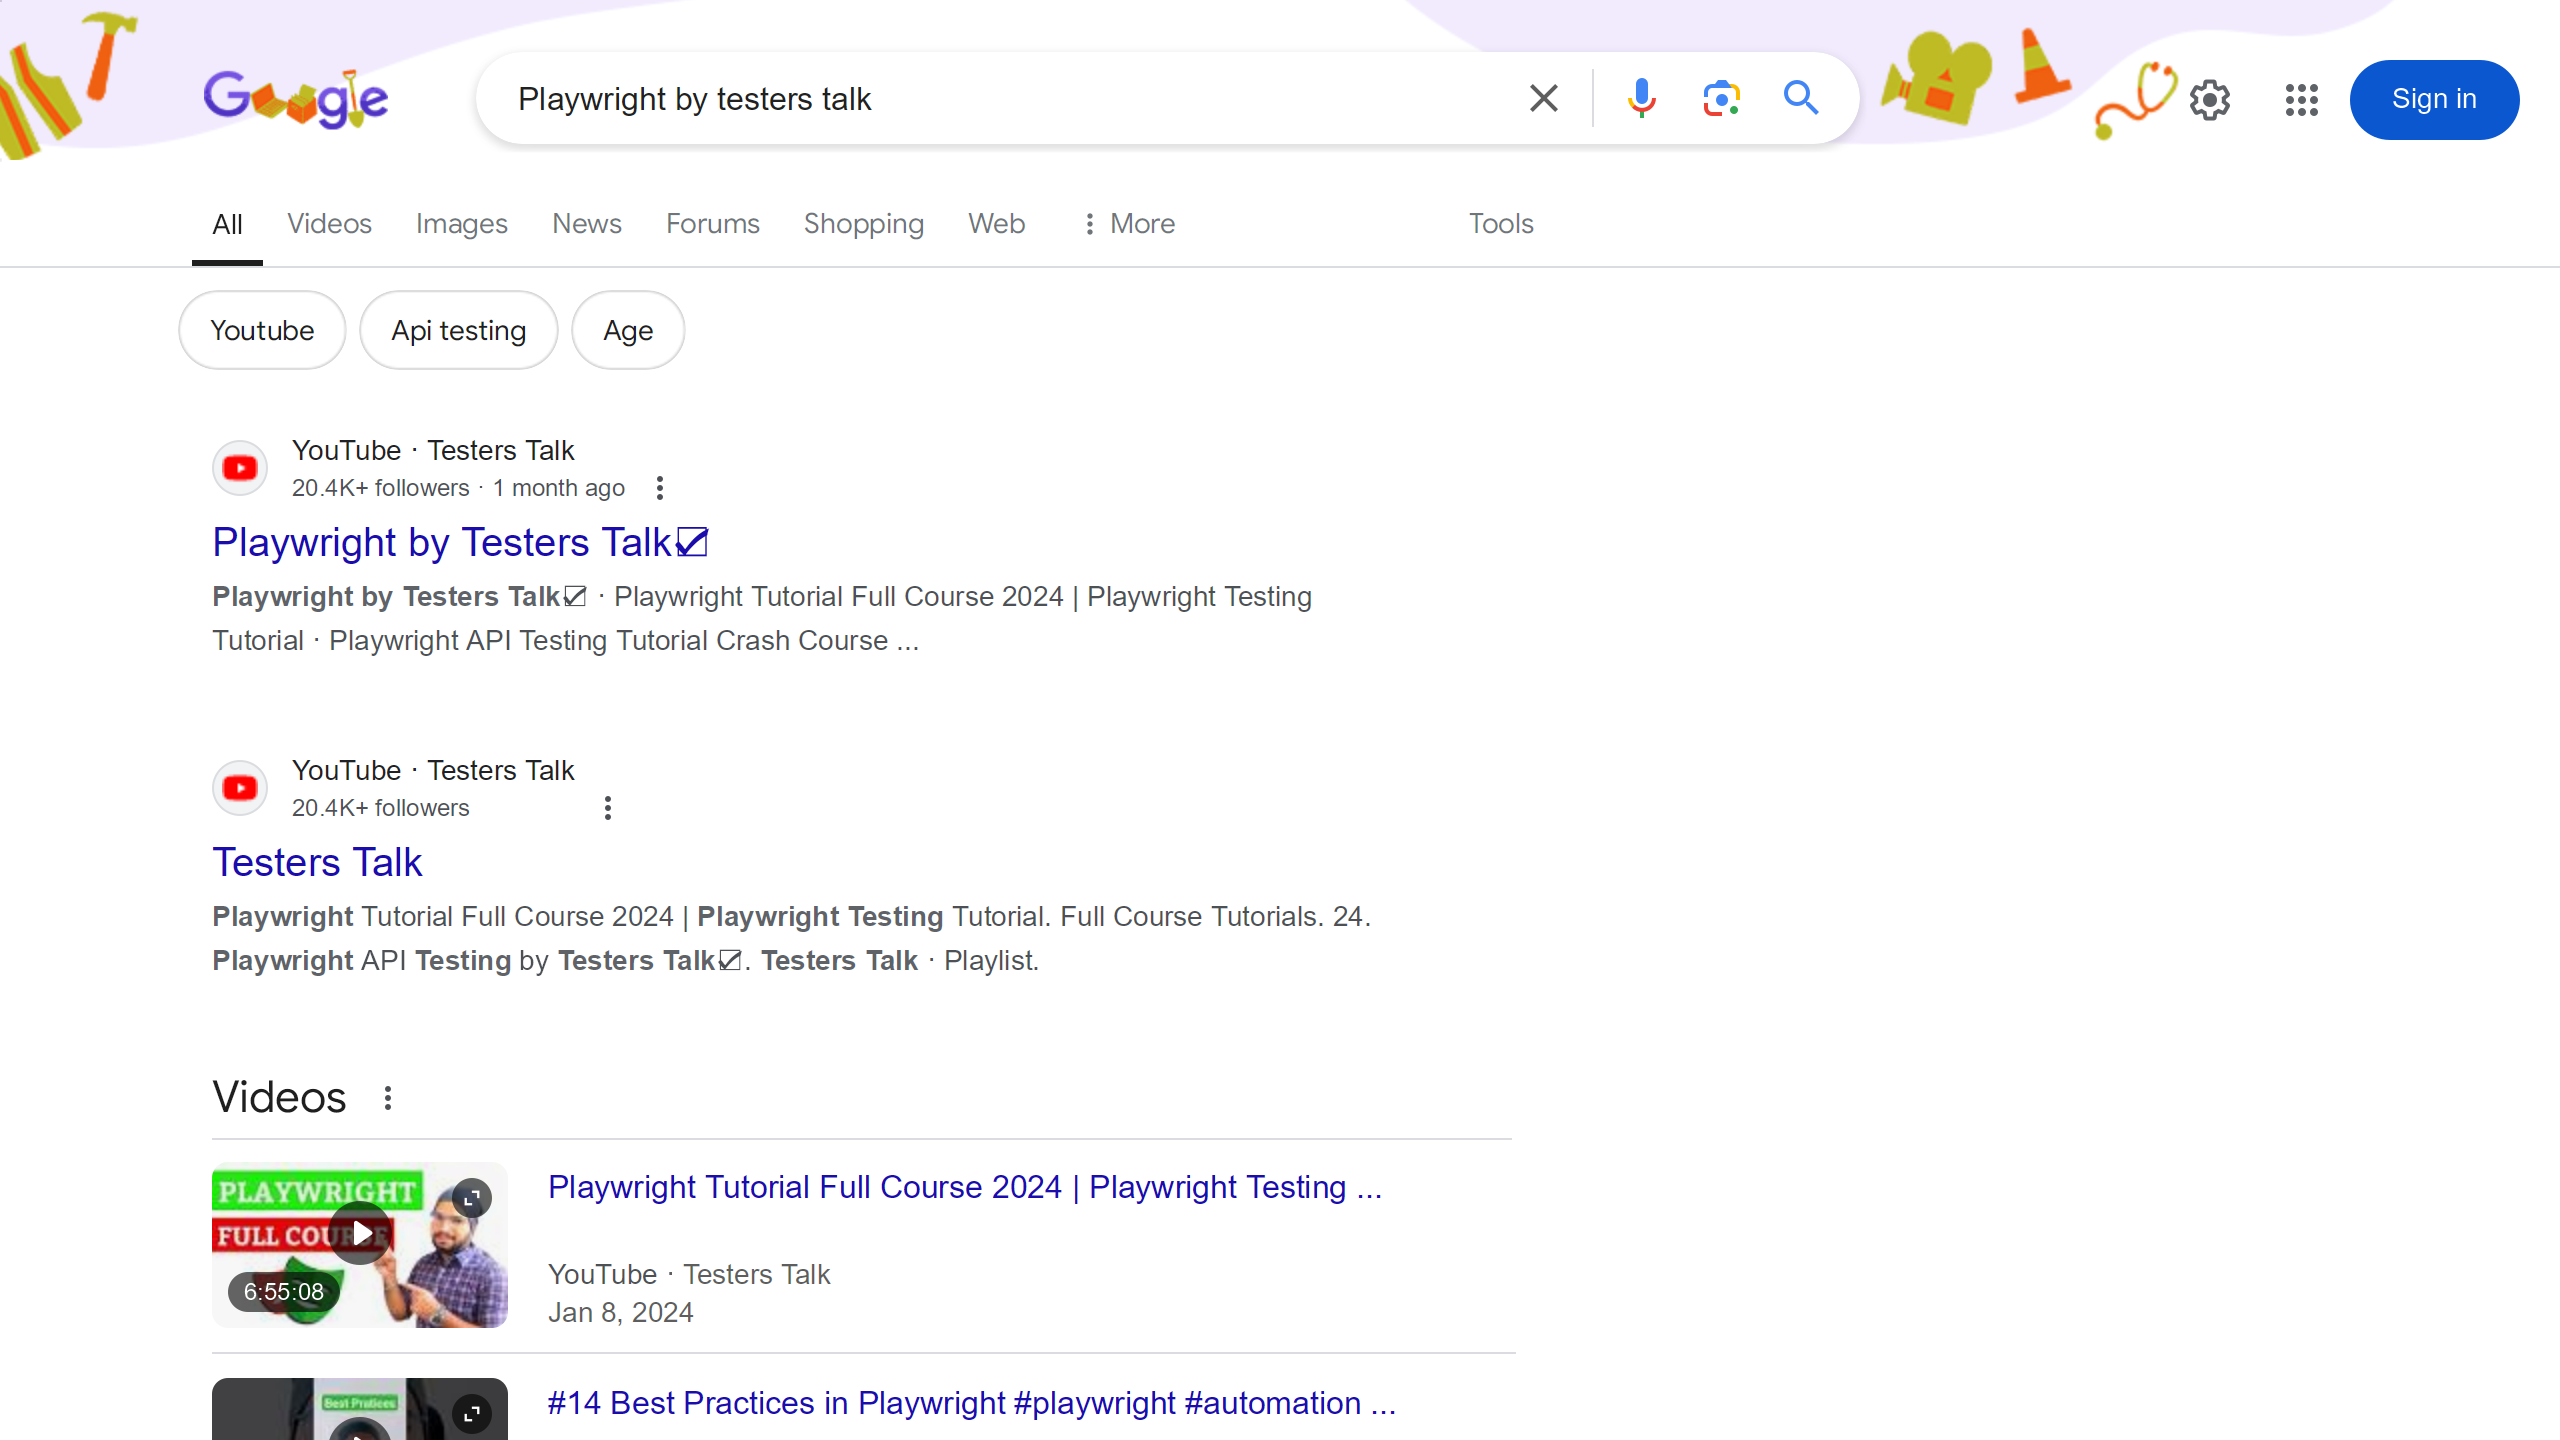 Google
Playwright by testers talk
Sign in
All Videos Images News Forums Shopping Web More Tools
Youtube Api testing Age
YouTube · Testers Talk
20.4K+ followers · 1 month ago
Playwright by Testers Talk☑
Playwright by Testers Talk☑ · Playwright Tutorial Full Course 2024 | Playwright Testing
Tutorial · Playwright API Testing Tutorial Crash Course ...
YouTube · Testers Talk
20.4K+ followers
Testers Talk
Playwright Tutorial Full Course 2024 | Playwright Testing Tutorial. Full Course Tutorials. 24.
Playwright API Testing by Testers Talk☑. Testers Talk · Playlist.
Videos
PLAYWRIGHT
FULL COURSE
6:55:08
Playwright Tutorial Full Course 2024 | Playwright Testing ...
YouTube · Testers Talk
Jan 8, 2024
Best Pratices
#14 Best Practices in Playwright #playwright #automation ...